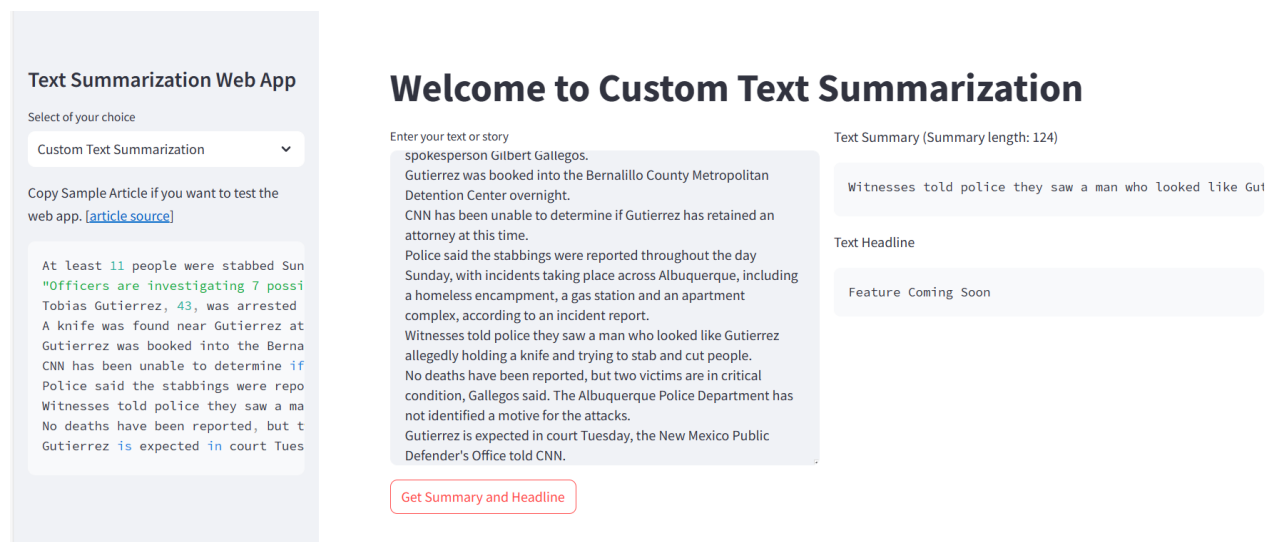 Text Summarization Web App
Select of your choice
Custom Text Summarization
Copy Sample Article if you want to test the
web app. [article source]
At least 11 people were stabbed Sun
"Officers are investigating 7 possi
Tobias Gutierrez, 43, was arrested
A knife was found near Gutierrez at
Gutierrez was booked into the Berna
CNN has been unable to determine if
Police said the stabbings were repo
Witnesses told police they saw a ma
No deaths have been reported, but t
Gutierrez is expected in court Tues
Welcome to Custom Text Summarization
Enter your text or story
spokesperson Gilbert Gallegos.
Gutierrez was booked into the Bernalillo County Metropolitan
Detention Center overnight.
CNN has been unable to determine if Gutierrez has retained an
attorney at this time.
Police said the stabbings were reported throughout the day
Sunday, with incidents taking place across Albuquerque, including
a homeless encampment, a gas station and an apartment
complex, according to an incident report.
Witnesses told police they saw a man who looked like Gutierrez
allegedly holding a knife and trying to stab and cut people.
No deaths have been reported, but two victims are in critical
condition, Gallegos said. The Albuquerque Police Department has
not identified a motive for the attacks.
Gutierrez is expected in court Tuesday, the New Mexico Public
Defender's Office told CNN.
Get Summary and Headline
Text Summary (Summary length: 124)
Witnesses told police they saw a man who looked like Gut
Text Headline
Feature Coming Soon